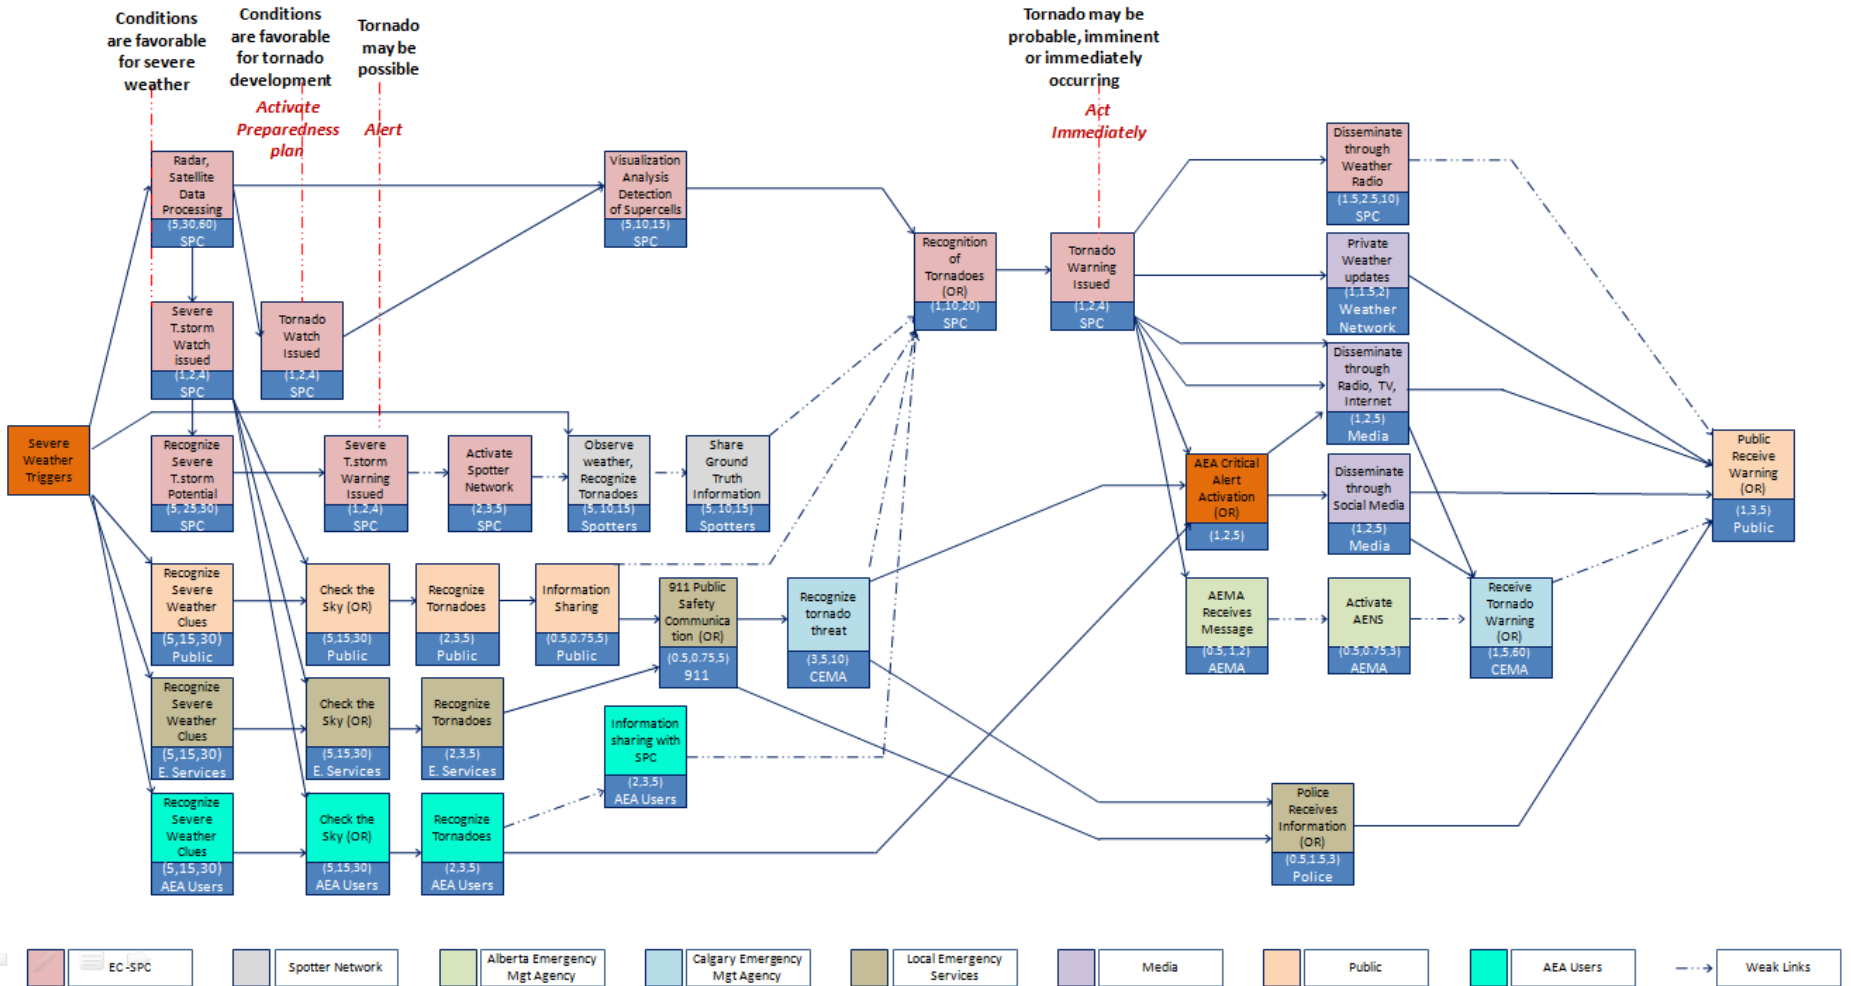 Conditions
are favorable
for severe
weather
Conditions
are favorable
for tornado
development
Activate
Preparedness
plan
Tornado
may be
possible
Alert
Tornado may be
probable, imminent
or immediately
occurring
Act
Immediately
Radar,
Satellite
Data
Processing
(5,30,60)
SPC
Visualization
Analysis
Detection
of Supercells
(5,10,15)
SPC
Disseminate
through
Weather
Radio
(1.5,2.5,10)
SPC
Recognition
of
Tornadoes
(OR)
(1,10,20)
SPC
Tornado
Warning
Issued
(1,2,4)
SPC
Private
Weather
updates
(1,1.5,2)
Weather
Network
Severe
T.storm
Watch
issued
(1,2,4)
SPC
Tornado
Watch
Issued
(1,2,4)
SPC
Disseminate
through
Radio, TV,
Internet
(1,2,5)
Media
Severe
Weather
Triggers
Recognize
Severe
T.storm
Potential
(5, 25,30)
SPC
Severe
T.storm
Warning
Issued
(1,2,4)
SPC
Activate
Spotter
Network
(2,3,5)
SPC
Observe
weather,
Recognize
Tornadoes
(5, 10,15)
Spotters
Share
Ground
Truth
Information
(5, 10,15)
Spotters
AEA Critical
Alert
Activation
(OR)
(1,2,5)
Disseminate
through
Social Media
(1,2,5)
Media
Public
Receive
Warning
(OR)
(1,3,5)
Public
Recognize
Severe
Weather
Clues
(5,15,30)
Public
Check the
Sky (OR)
(5,15,30)
Public
Recognize
Tornadoes
(2,3,5)
Public
Information
Sharing
(0.5,0.75,5)
Public
911 Public
Safety
Communica
tion (OR)
(0.5,0.75,5)
911
Recognize
tornado
threat
(3,5,10)
CEMA
AEMA
Receives
Message
(0.5, 1,2)
AEMA
Activate
AENS
(0.5,0.75,3)
AEMA
Receive
Tornado
Warning
(OR)
(1,5,60)
CEMA
Recognize
Severe
Weather
Clues
(5,15,30)
E. Services
Check the
Sky (OR)
(5,15,30)
E. Services
Recognize
Tornadoes
(2,3,5)
E. Services
Information
sharing with
SPC
(2,3,5)
AEA Users
Recognize
Severe
Weather
Clues
(5,15,30)
AEA Users
Check the
Sky (OR)
(5,15,30)
AEA Users
Recognize
Tornadoes
(2,3,5)
AEA Users
Police
Receives
Information
(OR)
(0.5,1.5,3)
Police
EC -SPC
Spotter Network
Alberta Emergency
Mgt Agency
Calgary Emergency
Mgt Agency
Local Emergency
Services
Media
Public
AEA Users
Weak Links